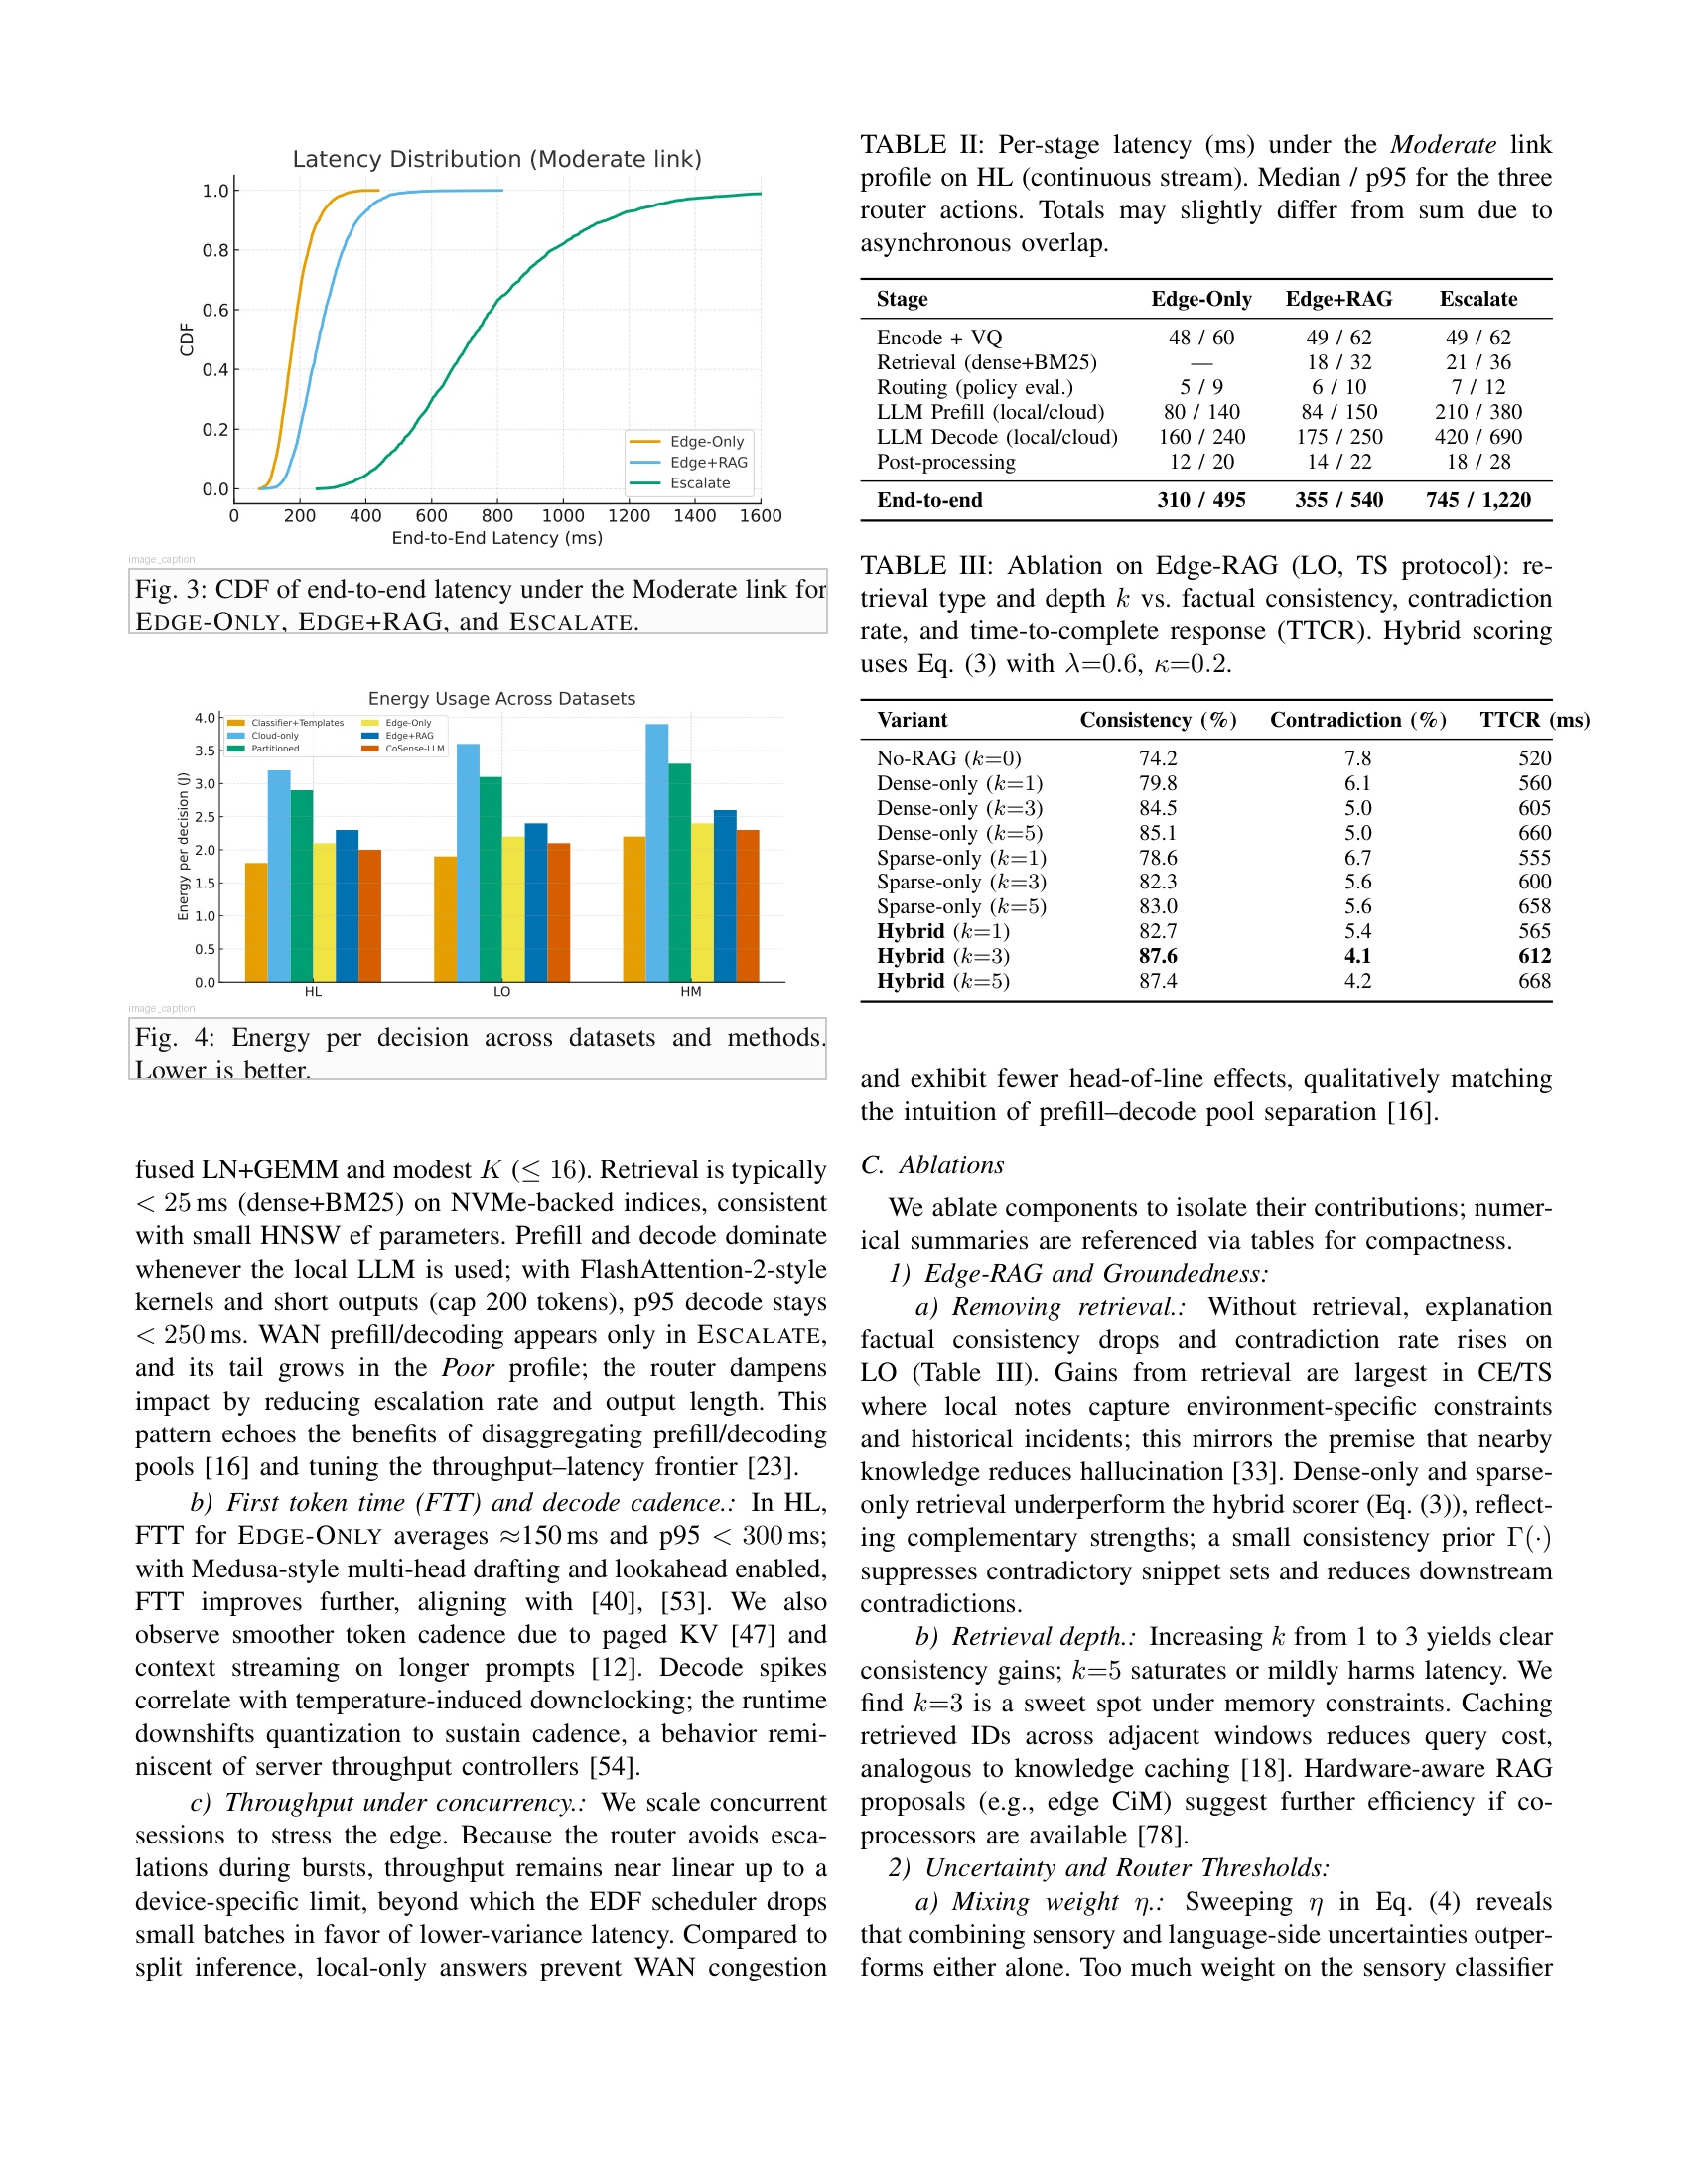 Latency Distribution (Moderate link)
1.0
0.8
0.6
0.4
0.2
0.0
CDF
Edge-Only
Edge+RAG
Escalate
0 200 400 600 800 1000 1200 1400 1600
End-to-End Latency (ms)
image_caption
Fig. 3: CDF of end-to-end latency under the Moderate link for
EDGE-ONLY, EDGE+RAG, and ESCALATE.
Energy Usage Across Datasets
4.0
3.5
3.0
2.5
2.0
1.5
1.0
0.5
0.0
Energy per decision (J)
Classifier+Templates
Cloud-only
Partitioned
Edge-Only
Edge+RAG
CoSense-LLM
HL LO HM
image_caption
Fig. 4: Energy per decision across datasets and methods.
Lower is better.
fused LN+GEMM and modest K (≤ 16). Retrieval is typically
< 25 ms (dense+BM25) on NVMe-backed indices, consistent
with small HNSW ef parameters. Prefill and decode dominate
whenever the local LLM is used; with FlashAttention-2-style
kernels and short outputs (cap 200 tokens), p95 decode stays
< 250 ms. WAN prefill/decoding appears only in ESCALATE,
and its tail grows in the Poor profile; the router dampens
impact by reducing escalation rate and output length. This
pattern echoes the benefits of disaggregating prefill/decoding
pools [16] and tuning the throughput–latency frontier [23].
b) First token time (FTT) and decode cadence.: In HL,
FTT for EDGE-ONLY averages ≈150 ms and p95 < 300 ms;
with Medusa-style multi-head drafting and lookahead enabled,
FTT improves further, aligning with [40], [53]. We also
observe smoother token cadence due to paged KV [47] and
context streaming on longer prompts [12]. Decode spikes
correlate with temperature-induced downclocking; the runtime
downshifts quantization to sustain cadence, a behavior remi-
niscent of server throughput controllers [54].
c) Throughput under concurrency.: We scale concurrent
sessions to stress the edge. Because the router avoids esca-
lations during bursts, throughput remains near linear up to a
device-specific limit, beyond which the EDF scheduler drops
small batches in favor of lower-variance latency. Compared to
split inference, local-only answers prevent WAN congestion
TABLE II: Per-stage latency (ms) under the Moderate link
profile on HL (continuous stream). Median / p95 for the three
router actions. Totals may slightly differ from sum due to
asynchronous overlap.
Stage Edge-Only Edge+RAG Escalate
Encode + VQ 48 / 60 49 / 62 49 / 62
Retrieval (dense+BM25) — 18 / 32 21 / 36
Routing (policy eval.) 5 / 9 6 / 10 7 / 12
LLM Prefill (local/cloud) 80 / 140 84 / 150 210 / 380
LLM Decode (local/cloud) 160 / 240 175 / 250 420 / 690
Post-processing 12 / 20 14 / 22 18 / 28
End-to-end 310 / 495 355 / 540 745 / 1,220
TABLE III: Ablation on Edge-RAG (LO, TS protocol): re-
trieval type and depth k vs. factual consistency, contradiction
rate, and time-to-complete response (TTCR). Hybrid scoring
uses Eq. (3) with λ=0.6, κ=0.2.
Variant Consistency (%) Contradiction (%) TTCR (ms)
No-RAG (k=0) 74.2 7.8 520
Dense-only (k=1) 79.8 6.1 560
Dense-only (k=3) 84.5 5.0 605
Dense-only (k=5) 85.1 5.0 660
Sparse-only (k=1) 78.6 6.7 555
Sparse-only (k=3) 82.3 5.6 600
Sparse-only (k=5) 83.0 5.6 658
Hybrid (k=1) 82.7 5.4 565
Hybrid (k=3) 87.6 4.1 612
Hybrid (k=5) 87.4 4.2 668
and exhibit fewer head-of-line effects, qualitatively matching
the intuition of prefill–decode pool separation [16].
C. Ablations
We ablate components to isolate their contributions; numer-
ical summaries are referenced via tables for compactness.
1) Edge-RAG and Groundedness:
a) Removing retrieval.: Without retrieval, explanation
factual consistency drops and contradiction rate rises on
LO (Table III). Gains from retrieval are largest in CE/TS
where local notes capture environment-specific constraints
and historical incidents; this mirrors the premise that nearby
knowledge reduces hallucination [33]. Dense-only and sparse-
only retrieval underperform the hybrid scorer (Eq. (3)), reflect-
ing complementary strengths; a small consistency prior Γ(·)
suppresses contradictory snippet sets and reduces downstream
contradictions.
b) Retrieval depth.: Increasing k from 1 to 3 yields clear
consistency gains; k=5 saturates or mildly harms latency. We
find k=3 is a sweet spot under memory constraints. Caching
retrieved IDs across adjacent windows reduces query cost,
analogous to knowledge caching [18]. Hardware-aware RAG
proposals (e.g., edge CiM) suggest further efficiency if co-
processors are available [78].
2) Uncertainty and Router Thresholds:
a) Mixing weight η.: Sweeping η in Eq. (4) reveals
that combining sensory and language-side uncertainties outper-
forms either alone. Too much weight on the sensory classifier